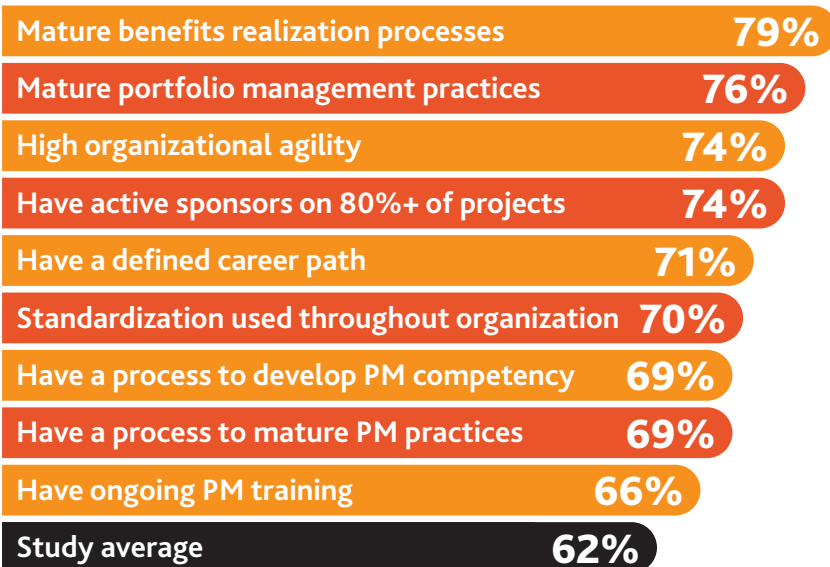 Mature benefits realization processes 79%
Mature portfolio management practices 76%
High organizational agility 74%
Have active sponsors on 80%+ of projects 74%
Have a defined career path 71%
Standardization used throughout organization 70%
Have a process to develop PM competency 69%
Have a process to mature PM practices 69%
Have ongoing PM training 66%
Study average 62%